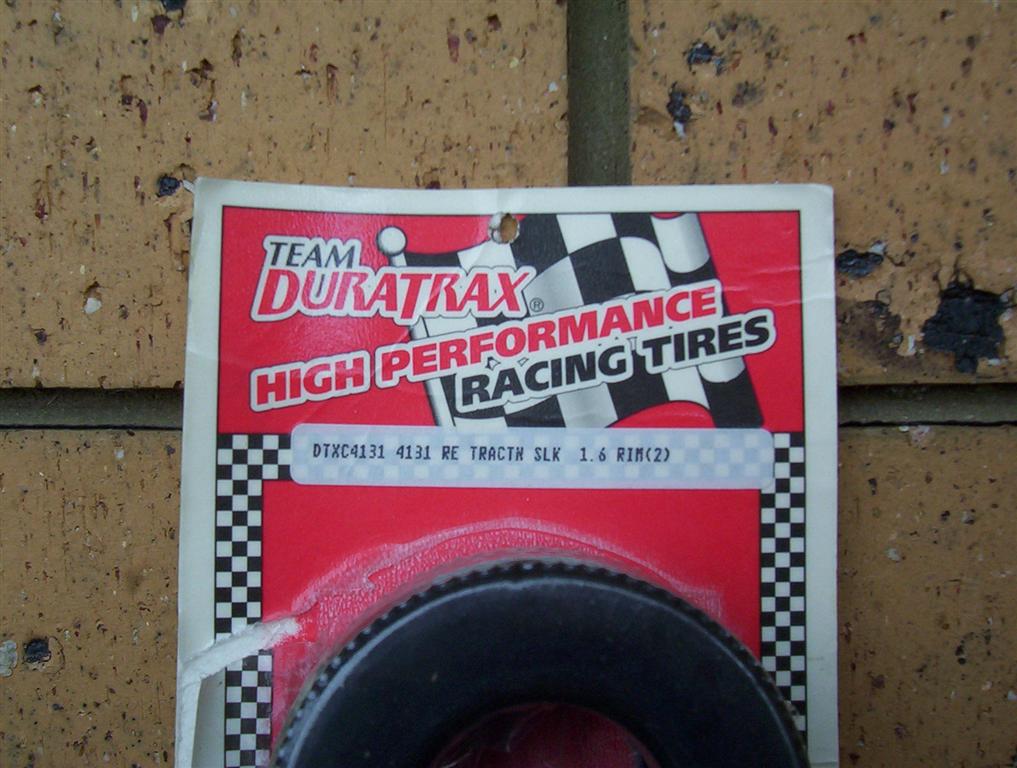 TEAM
DURATRAX®
HIGH PERFORMANCE
RACING TIRES
DTXC4131 4131 RE TRACTN SLK 1.6 RIM(2)